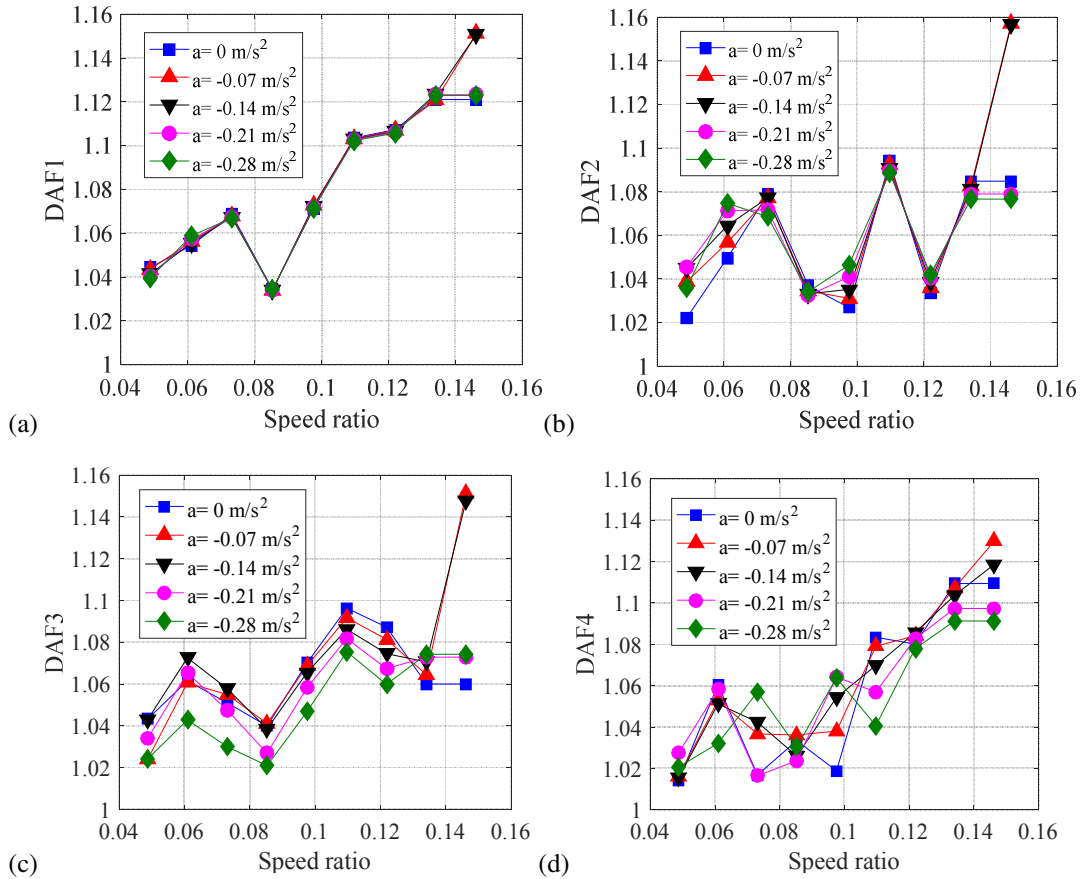 1.16
1.14
1.12
1.1
1.08
1.06
1.04
1.02
1
DAF1
a= 0 m/s²
a= -0.07 m/s²
a= -0.14 m/s²
a= -0.21 m/s²
a= -0.28 m/s²
0.04 0.06 0.08 0.1 0.12 0.14 0.16
Speed ratio
(a)
1.16
1.14
1.12
1.1
1.08
1.06
1.04
1.02
1
DAF2
a= 0 m/s²
a= -0.07 m/s²
a= -0.14 m/s²
a= -0.21 m/s²
a= -0.28 m/s²
0.04 0.06 0.08 0.1 0.12 0.14 0.16
Speed ratio
(b)
1.16
1.14
1.12
1.1
1.08
1.06
1.04
1.02
1
DAF3
a= 0 m/s²
a= -0.07 m/s²
a= -0.14 m/s²
a= -0.21 m/s²
a= -0.28 m/s²
0.04 0.06 0.08 0.1 0.12 0.14 0.16
Speed ratio
(c)
1.16
1.14
1.12
1.1
1.08
1.06
1.04
1.02
1
DAF4
a= 0 m/s²
a= -0.07 m/s²
a= -0.14 m/s²
a= -0.21 m/s²
a= -0.28 m/s²
0.04 0.06 0.08 0.1 0.12 0.14 0.16
Speed ratio
(d)